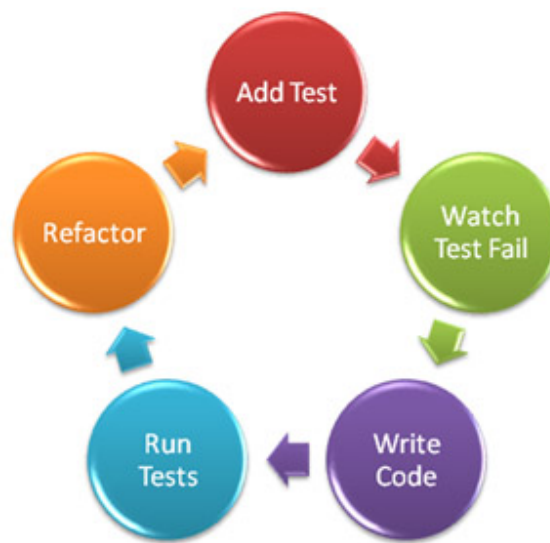 Add Test
Watch
Test Fail
Write
Code
Run
Tests
Refactor